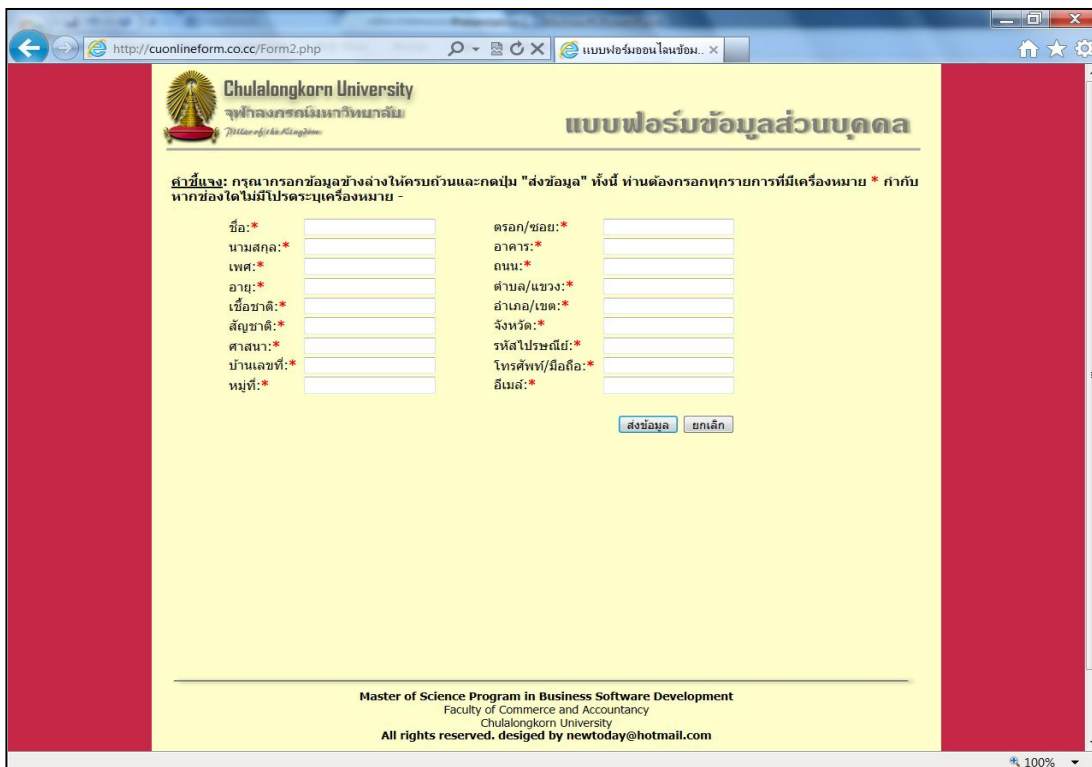 http://cuonlineform.co.cc/Form2.php
แบบฟอร์มออนไลนข้อม...
Chulalongkorn University
จุฬาลงกรณ์มหาวิทยาลัย
Pillar of the Kingdom
แบบฟอร์มข้อมูลส่วนบุคคล
คำชี้แจง: กรุณากรอกข้อมูลข้างล่างให้ครบถ้วนและกดปุ่ม "ส่งข้อมูล" ทั้งนี้ ท่านต้องกรอกทุกรายการที่มีเครื่องหมาย * กำกับ
หากช่องใดไม่มีโปรดระบุเครื่องหมาย -
ชื่อ:*
นามสกุล:*
เพศ:*
อายุ:*
เชื้อชาติ:*
สัญชาติ:*
ศาสนา:*
บ้านเลขที่:*
หมู่ที่:*
ตรอก/ซอย:*
อาคาร:*
ถนน:*
ตำบล/แขวง:*
อำเภอ/เขต:*
จังหวัด:*
รหัสไปรษณีย์:*
โทรศัพท์/มือถือ:*
อีเมล์:*
ส่งข้อมูล ยกเลิก
Master of Science Program in Business Software Development
Faculty of Commerce and Accountancy
Chulalongkorn University
All rights reserved. desiged by newtoday@hotmail.com
100%